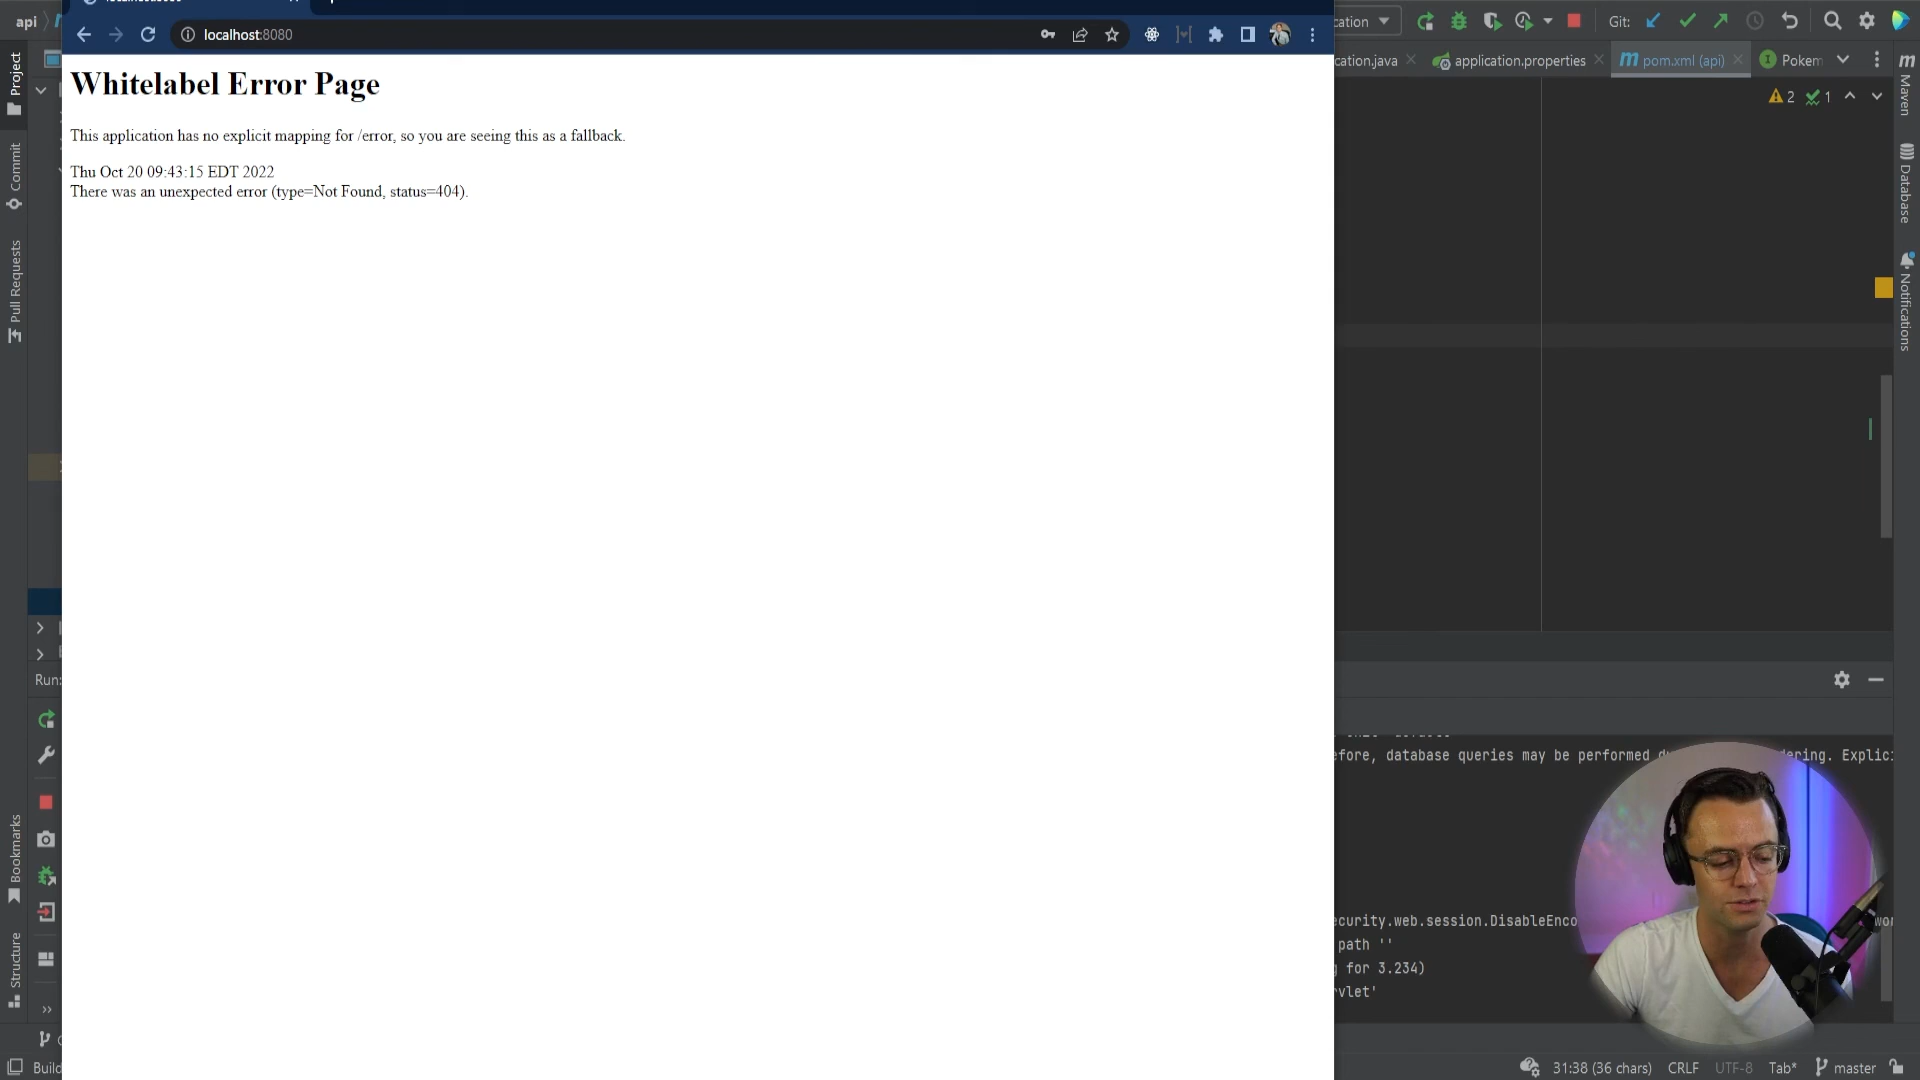 api
localhost:8080
cation
Git:
Project
Commit
Pull Requests
Bookmarks
Structure
Whitelabel Error Page
This application has no explicit mapping for /error, so you are seeing this as a fallback.
Thu Oct 20 09:43:15 EDT 2022
There was an unexpected error (type=Not Found, status=404).
cation.java
application.properties
m pom.xml (api)
I Pokem
2 1
m Maven
Database
Notifications
Run:
efore, database queries may be performed
ering. Explic
ecurity.web.session.DisableEnco
path ''
for 3.234)
vlet'
Build
31:38 (36 chars) CRLF UTF-8 Tab* master